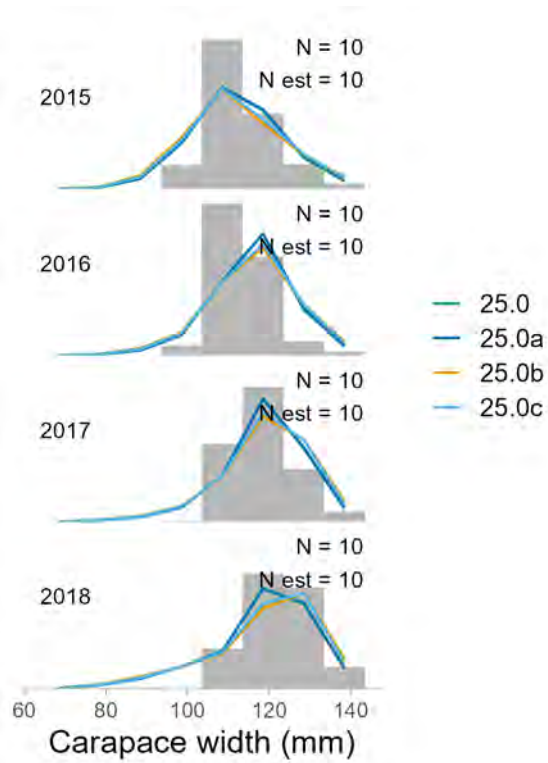 N = 10
N est = 10
2015
N = 10
N est = 10
2016
N = 10
N est = 10
2017
N = 10
N est = 10
2018
25.0
25.0a
25.0b
25.0c
60 80 100 120 140
Carapace width (mm)